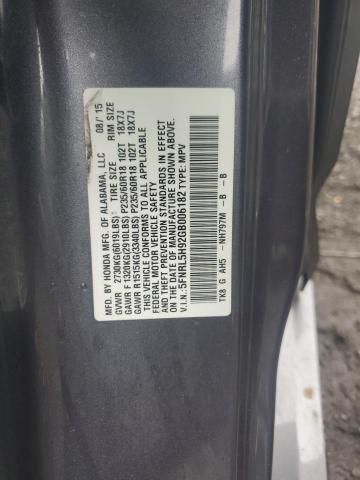 MFD. BY HONDA MFG. OF ALABAMA, LLC 08/'15
GVWR 2730KG(6019LBS) TIRE SIZE RIM SIZE
GAWR F 1320KG(2910LBS) P235/60R18 102T 18X7J
GAWR R 1515KG(3340LBS) P235/60R18 102T 18X7J
THIS VEHICLE CONFORMS TO ALL APPLICABLE
FEDERAL MOTOR VEHICLE SAFETY
AND THEFT PREVENTION STANDARDS IN EFFECT
ON THE DATE OF MANUFACTURE SHOWN ABOVE.
V.I.N: 5FNRL5H92GB006182 TYPE: MPV
TK8 G AH5 -NH797M -B -B